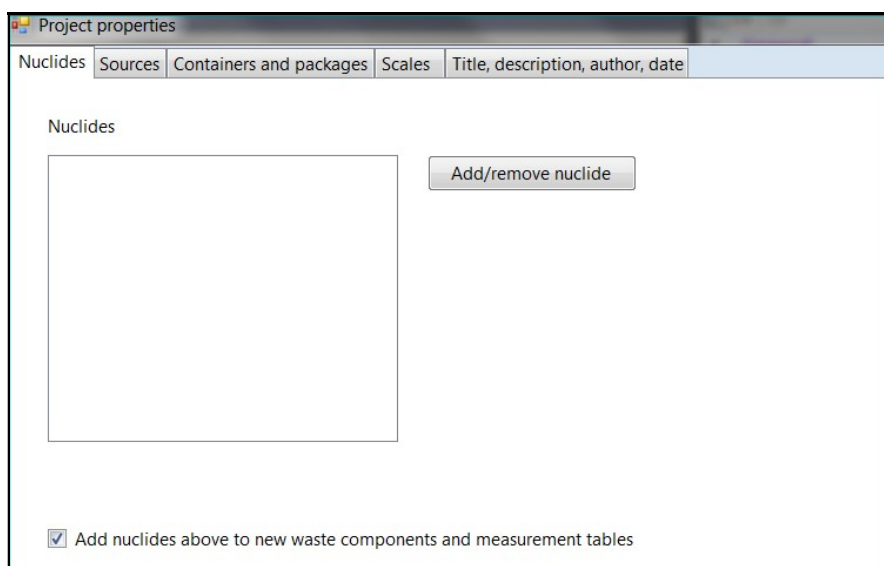 Project properties
Nuclides Sources Containers and packages Scales Title, description, author, date
Nuclides
Add/remove nuclide
Add nuclides above to new waste components and measurement tables